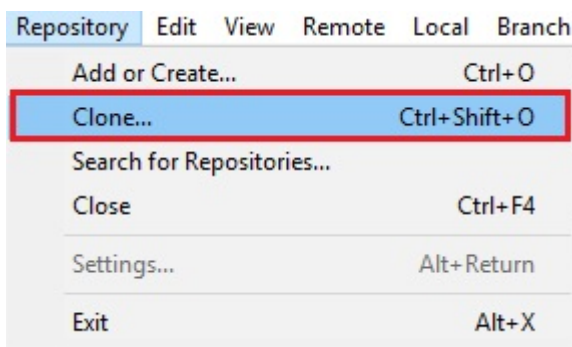 Repository Edit View Remote Local Branch
Add or Create... Ctrl+O
Clone... Ctrl+Shift+O
Search for Repositories...
Close Ctrl+F4
Settings... Alt+Return
Exit Alt+X